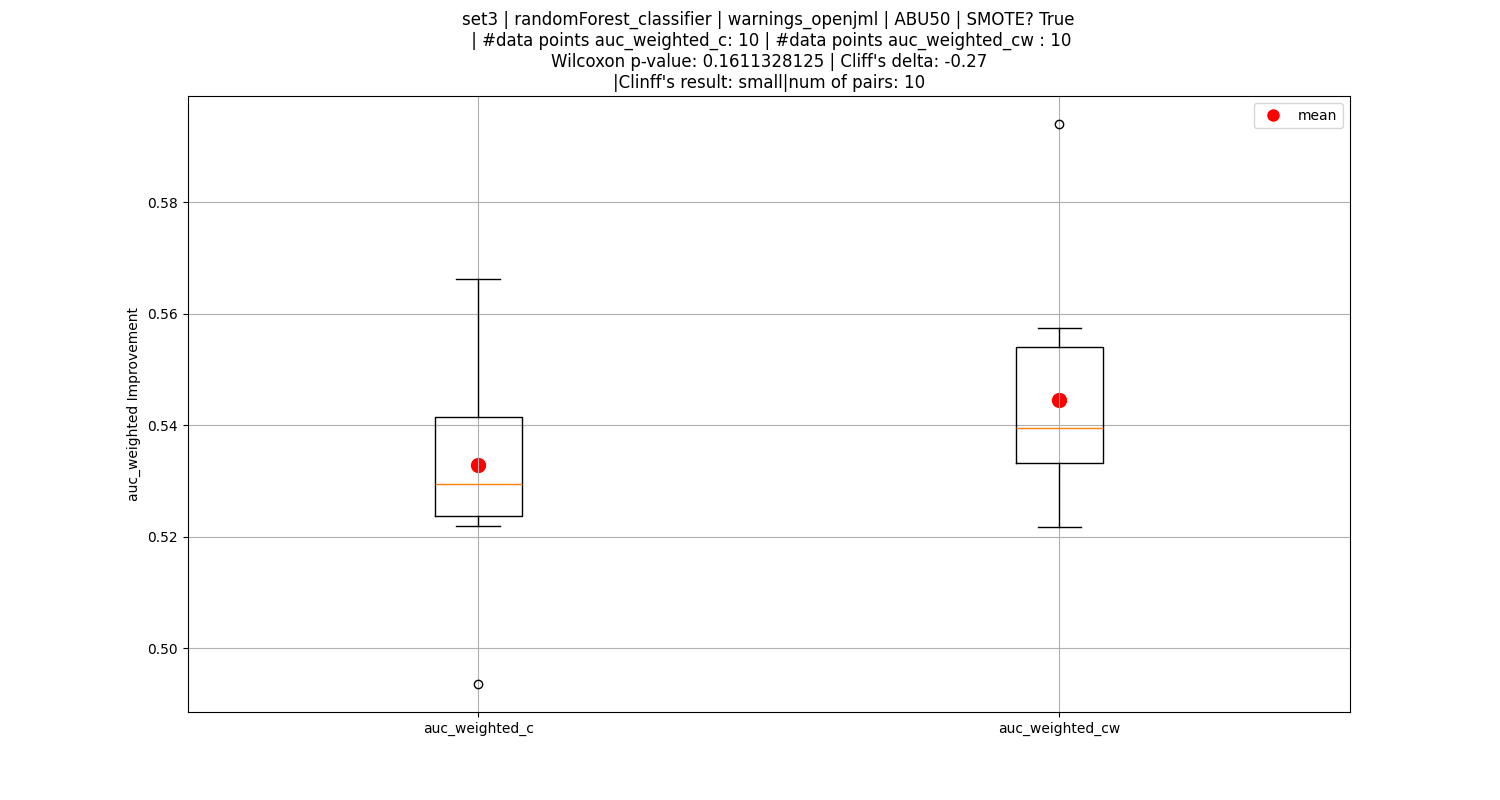 set3 | randomForest_classifier | warnings_openjml | ABU50 | SMOTE? True
| #data points auc_weighted_c: 10 | #data points auc_weighted_cw : 10
Wilcoxon p-value: 0.1611328125 | Cliff's delta: -0.27
|Clinff's result: small|num of pairs: 10
mean
auc_weighted Improvement
0.58
0.56
0.54
0.52
0.50
auc_weighted_c
auc_weighted_cw